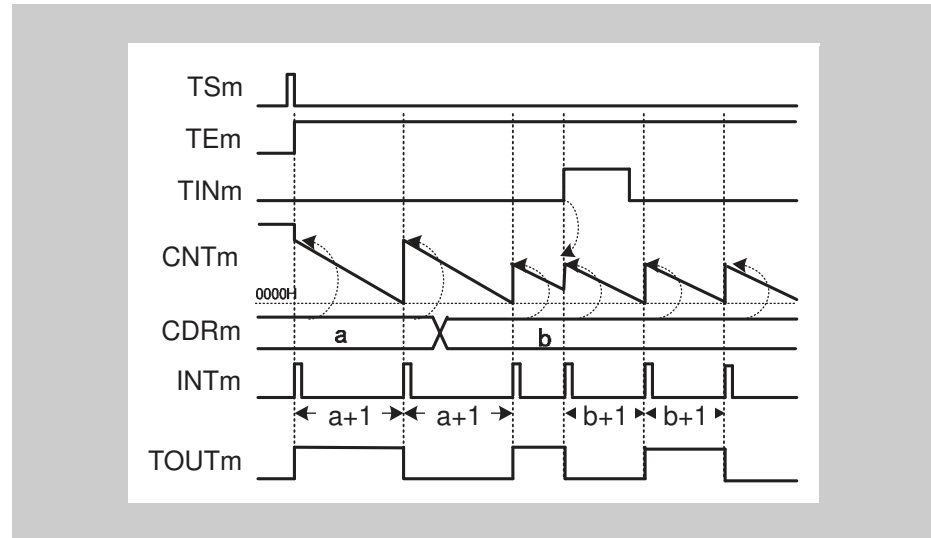 TSm
TEm
TINm
CNTm
0000H
CDRm
a
b
INTm
a+1 a+1 b+1 b+1
TOUTm